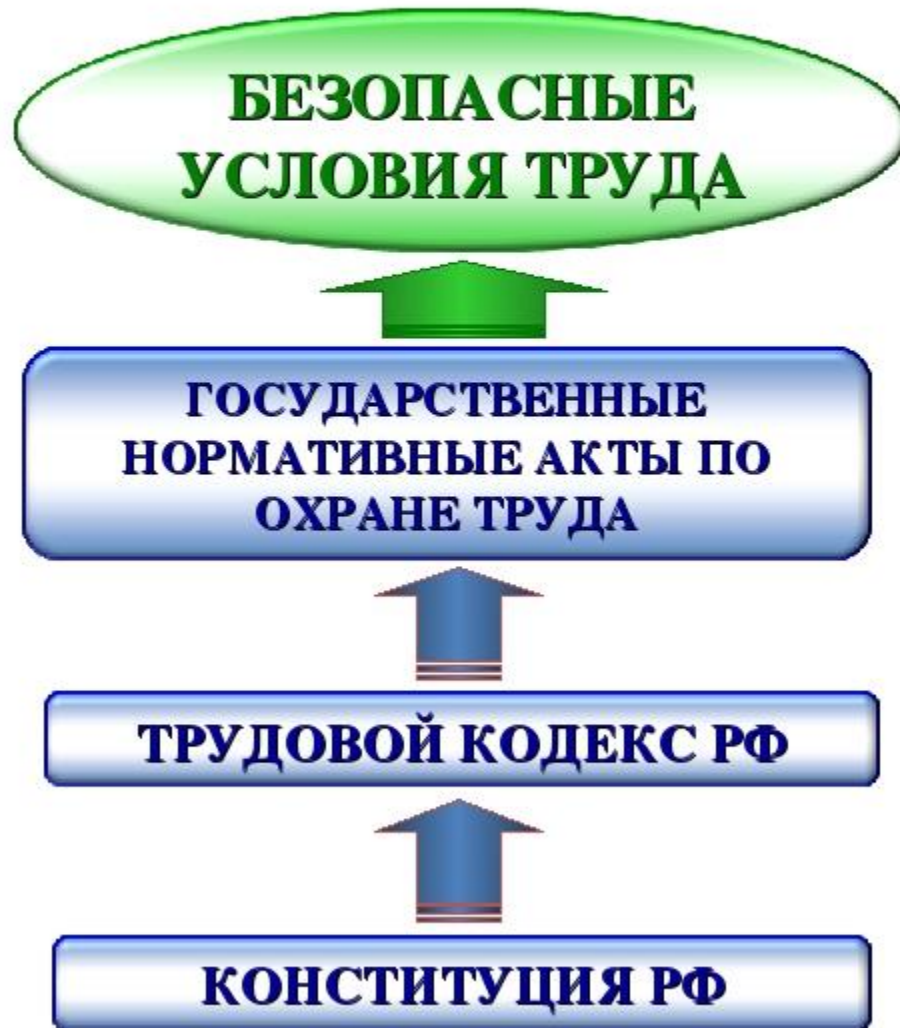 БЕЗОПАСНЫЕ
УСЛОВИЯ ТРУДА
ГОСУДАРСТВЕННЫЕ
НОРМАТИВНЫЕ АКТЫ ПО
ОХРАНЕ ТРУДА
ТРУДОВОЙ КОДЕКС РФ
КОНСТИТУЦИЯ РФ